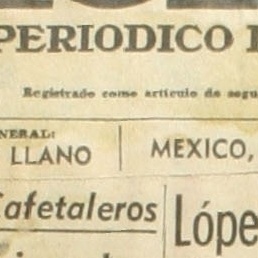 PERIODICO
Registrado como artículo de segu
NERAL:
LLANO
MEXICO,
Cafetaleros
Lópe